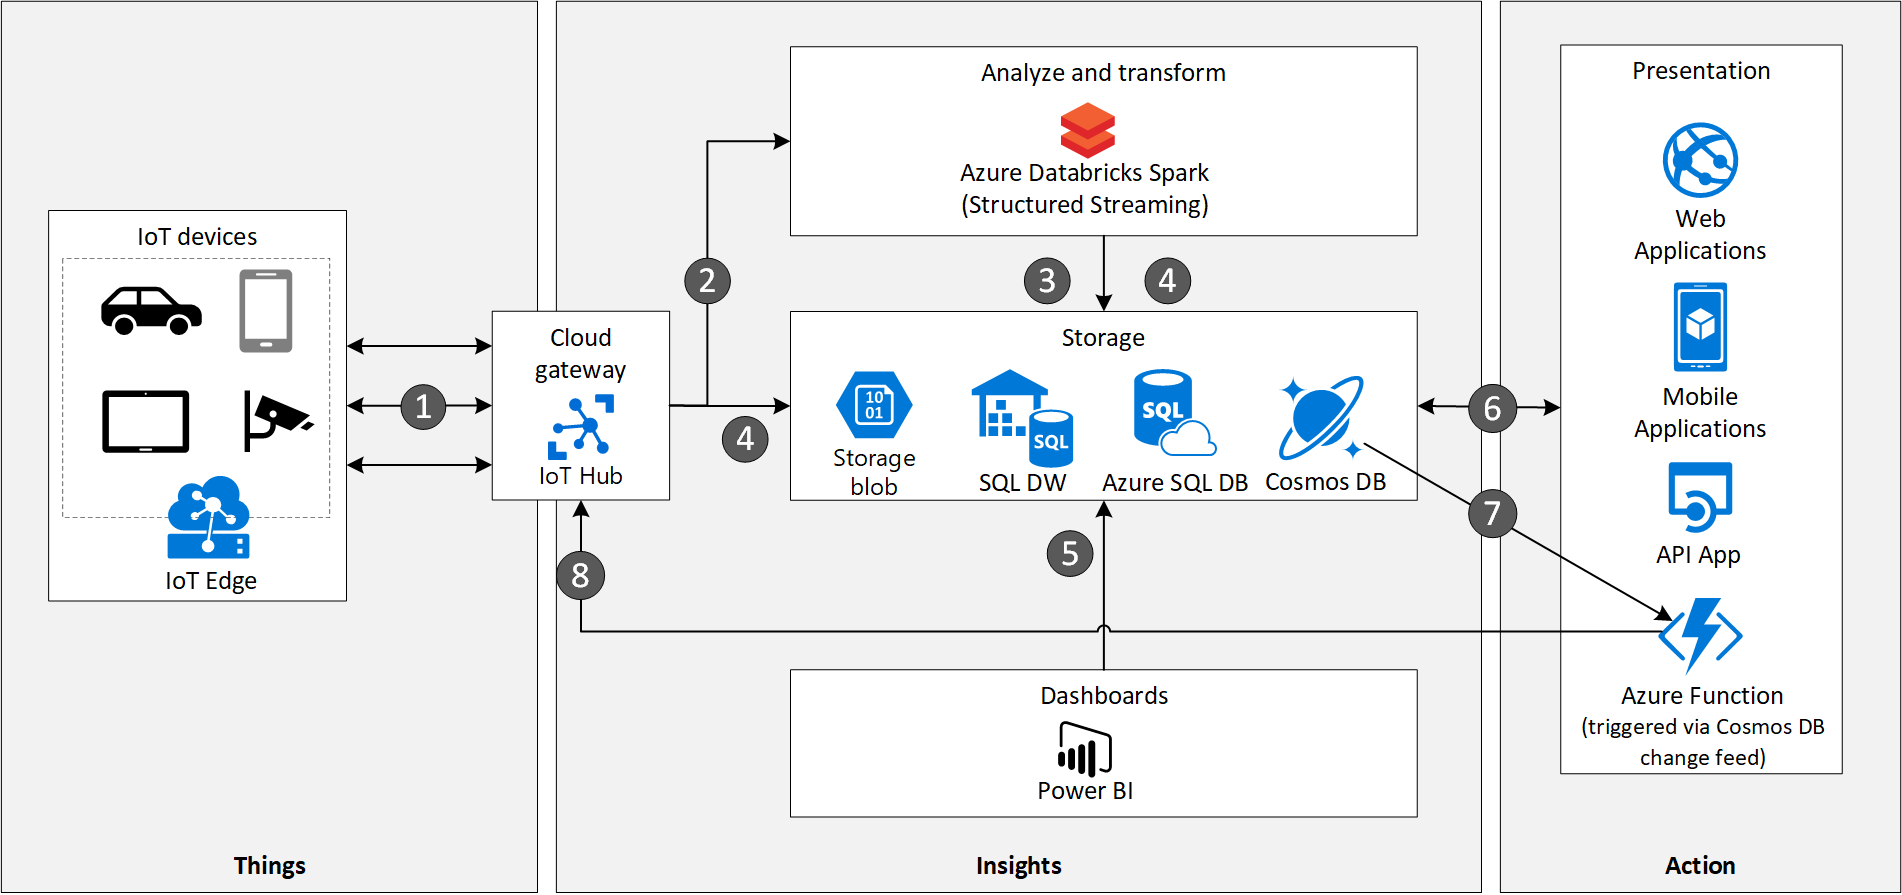 IoT devices
IoT Edge
Things
1
Cloud
gateway
IoT Hub
2
4
8
Analyze and transform
Azure Databricks Spark
(Structured Streaming)
3
4
Storage
10
01
Storage
blob
SQL
SQL DW
SQL
Azure SQL DB
Cosmos DB
5
Dashboards
Power BI
Insights
6
7
Presentation
Web
Applications
Mobile
Applications
API App
Azure Function
(triggered via Cosmos DB
change feed)
Action